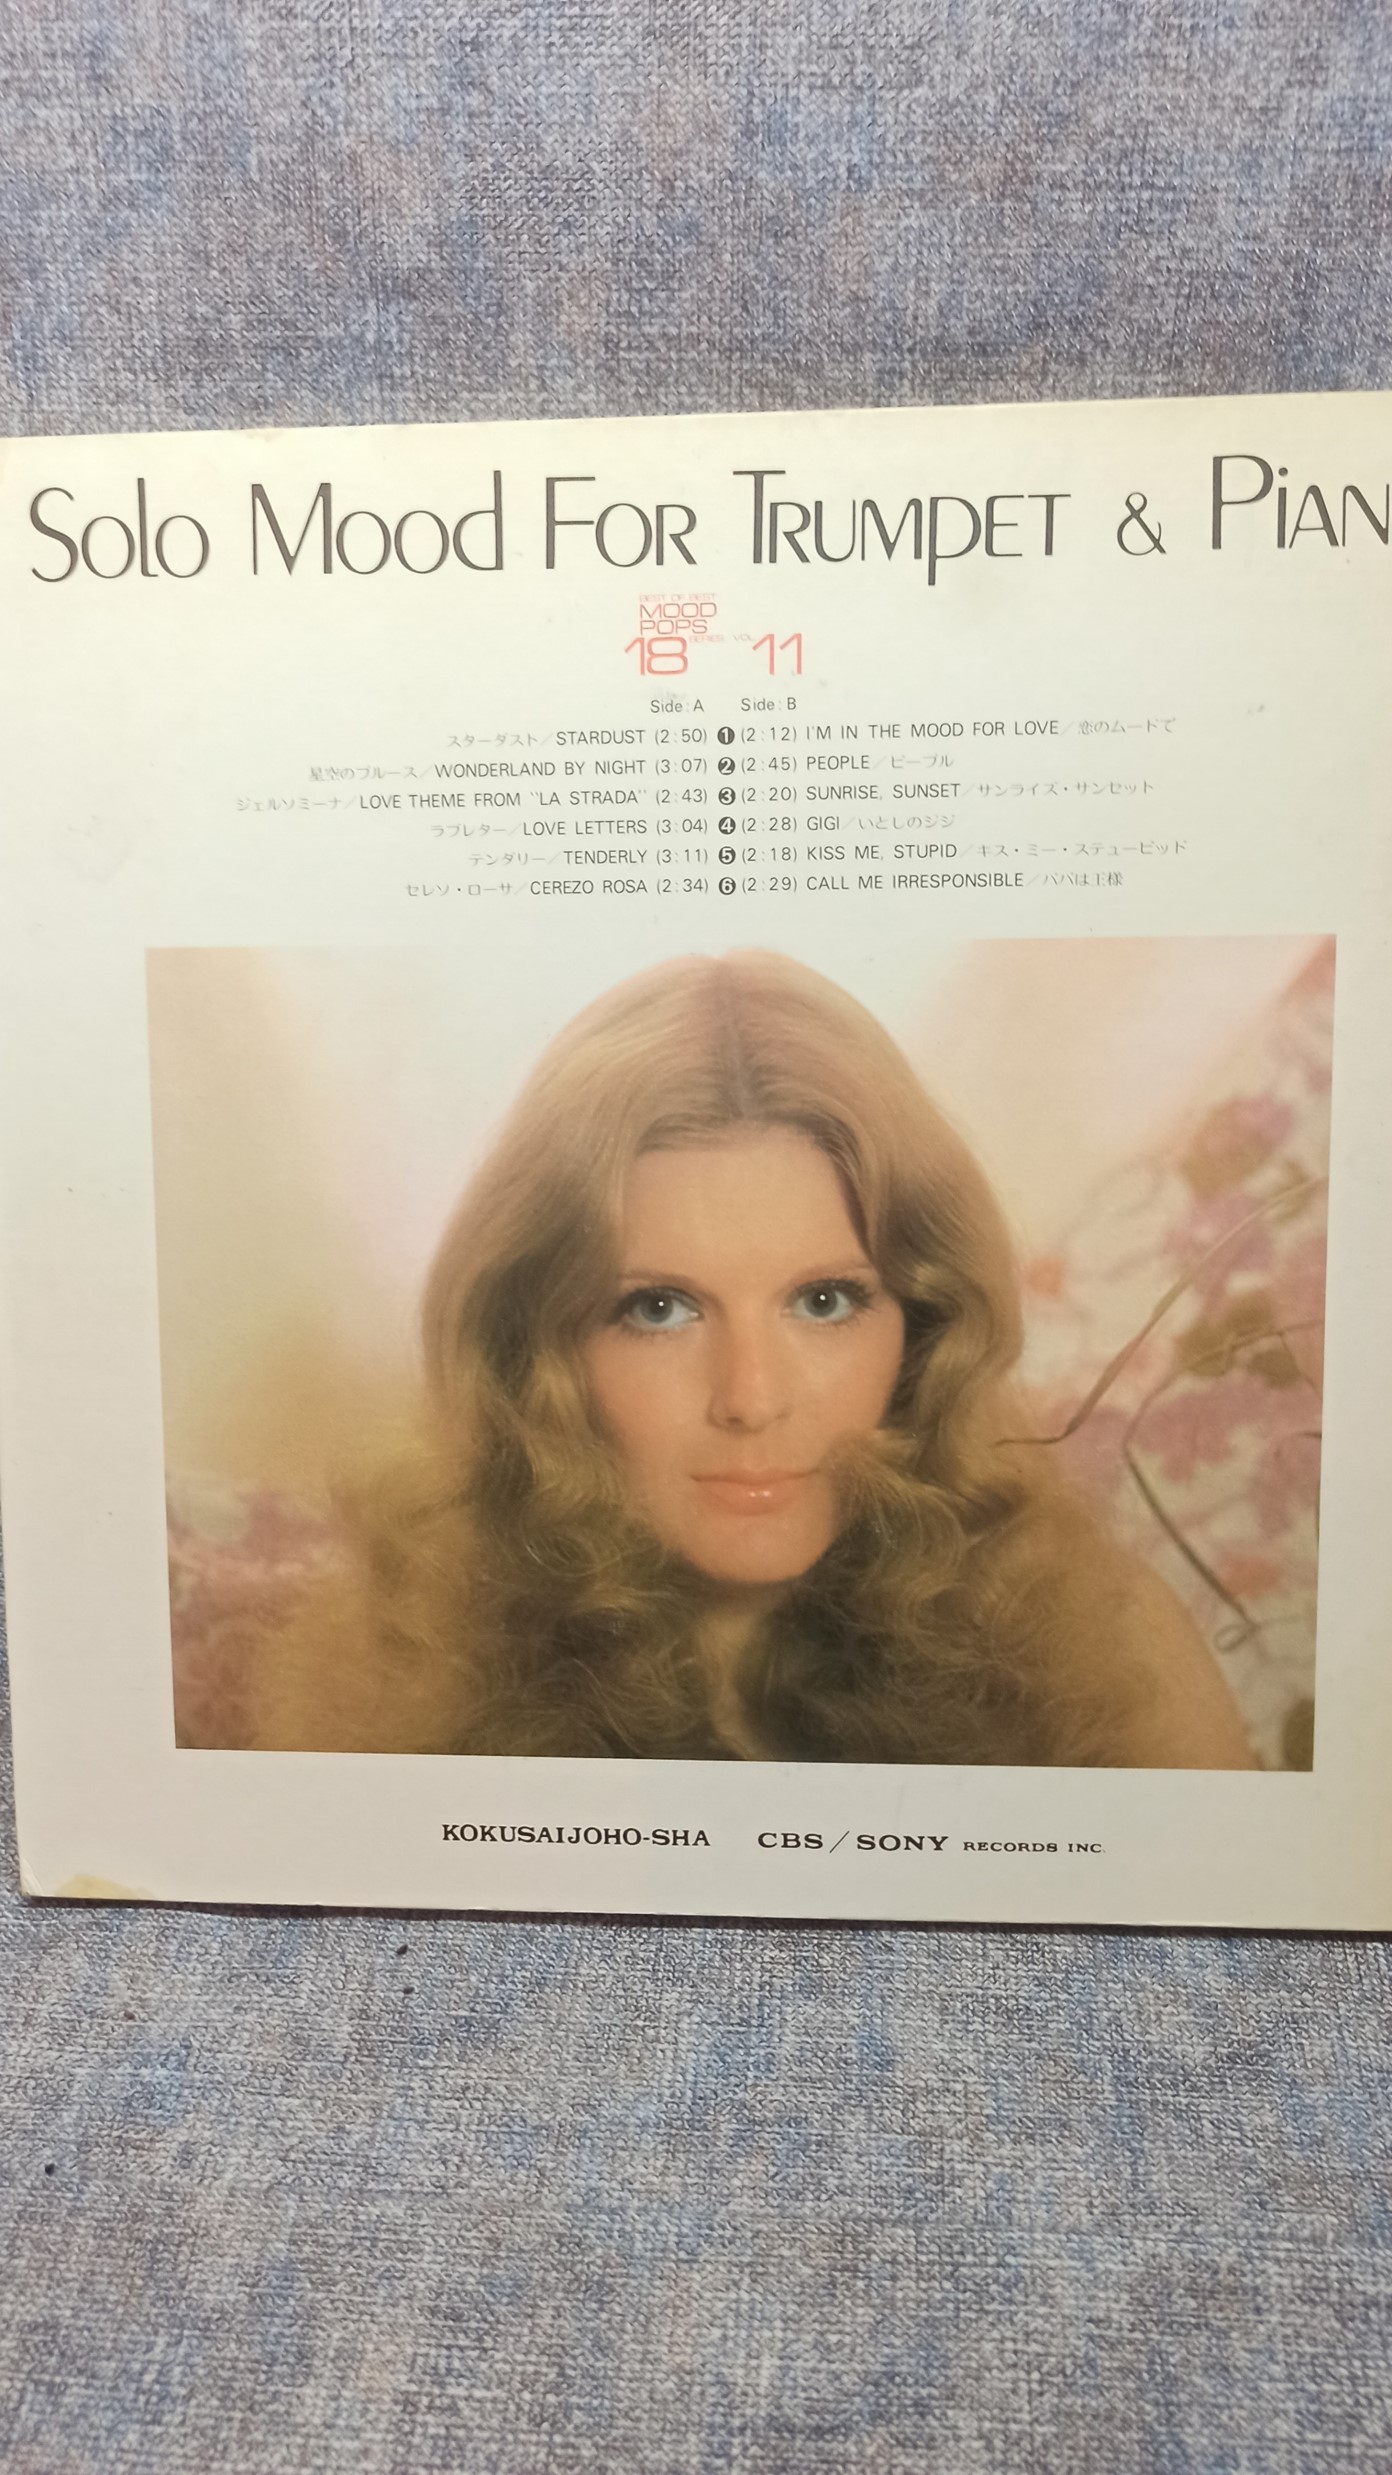 Solo Mood FOR TRUMPET & PIAN
BEST OF BEST
MOOD
POPS
18 SERIES VOL. 11
Side:A Side:B
スターダスト/STARDUST (2:50) ❶ (2:12) I'M IN THE MOOD FOR LOVE/恋のムードで
星空のブルース/WONDERLAND BY NIGHT (3:07) ❷ (2:45) PEOPLE/ピープル
ジェルソミーナ/LOVE THEME FROM "LA STRADA" (2:43) ❸ (2:20) SUNRISE, SUNSET/サンライズ・サンセット
ラブレター/LOVE LETTERS (3:04) ❹ (2:28) GIGI/いとしのジジ
テンダリー/TENDERLY (3:11) ❺ (2:18) KISS ME, STUPID/キス・ミー・ステューピッド
セレソ・ローサ/CEREZO ROSA (2:34) ❻ (2:29) CALL ME IRRESPONSIBLE/パパは王様
KOKUSAIJOHO-SHA CBS/SONY RECORDS INC.